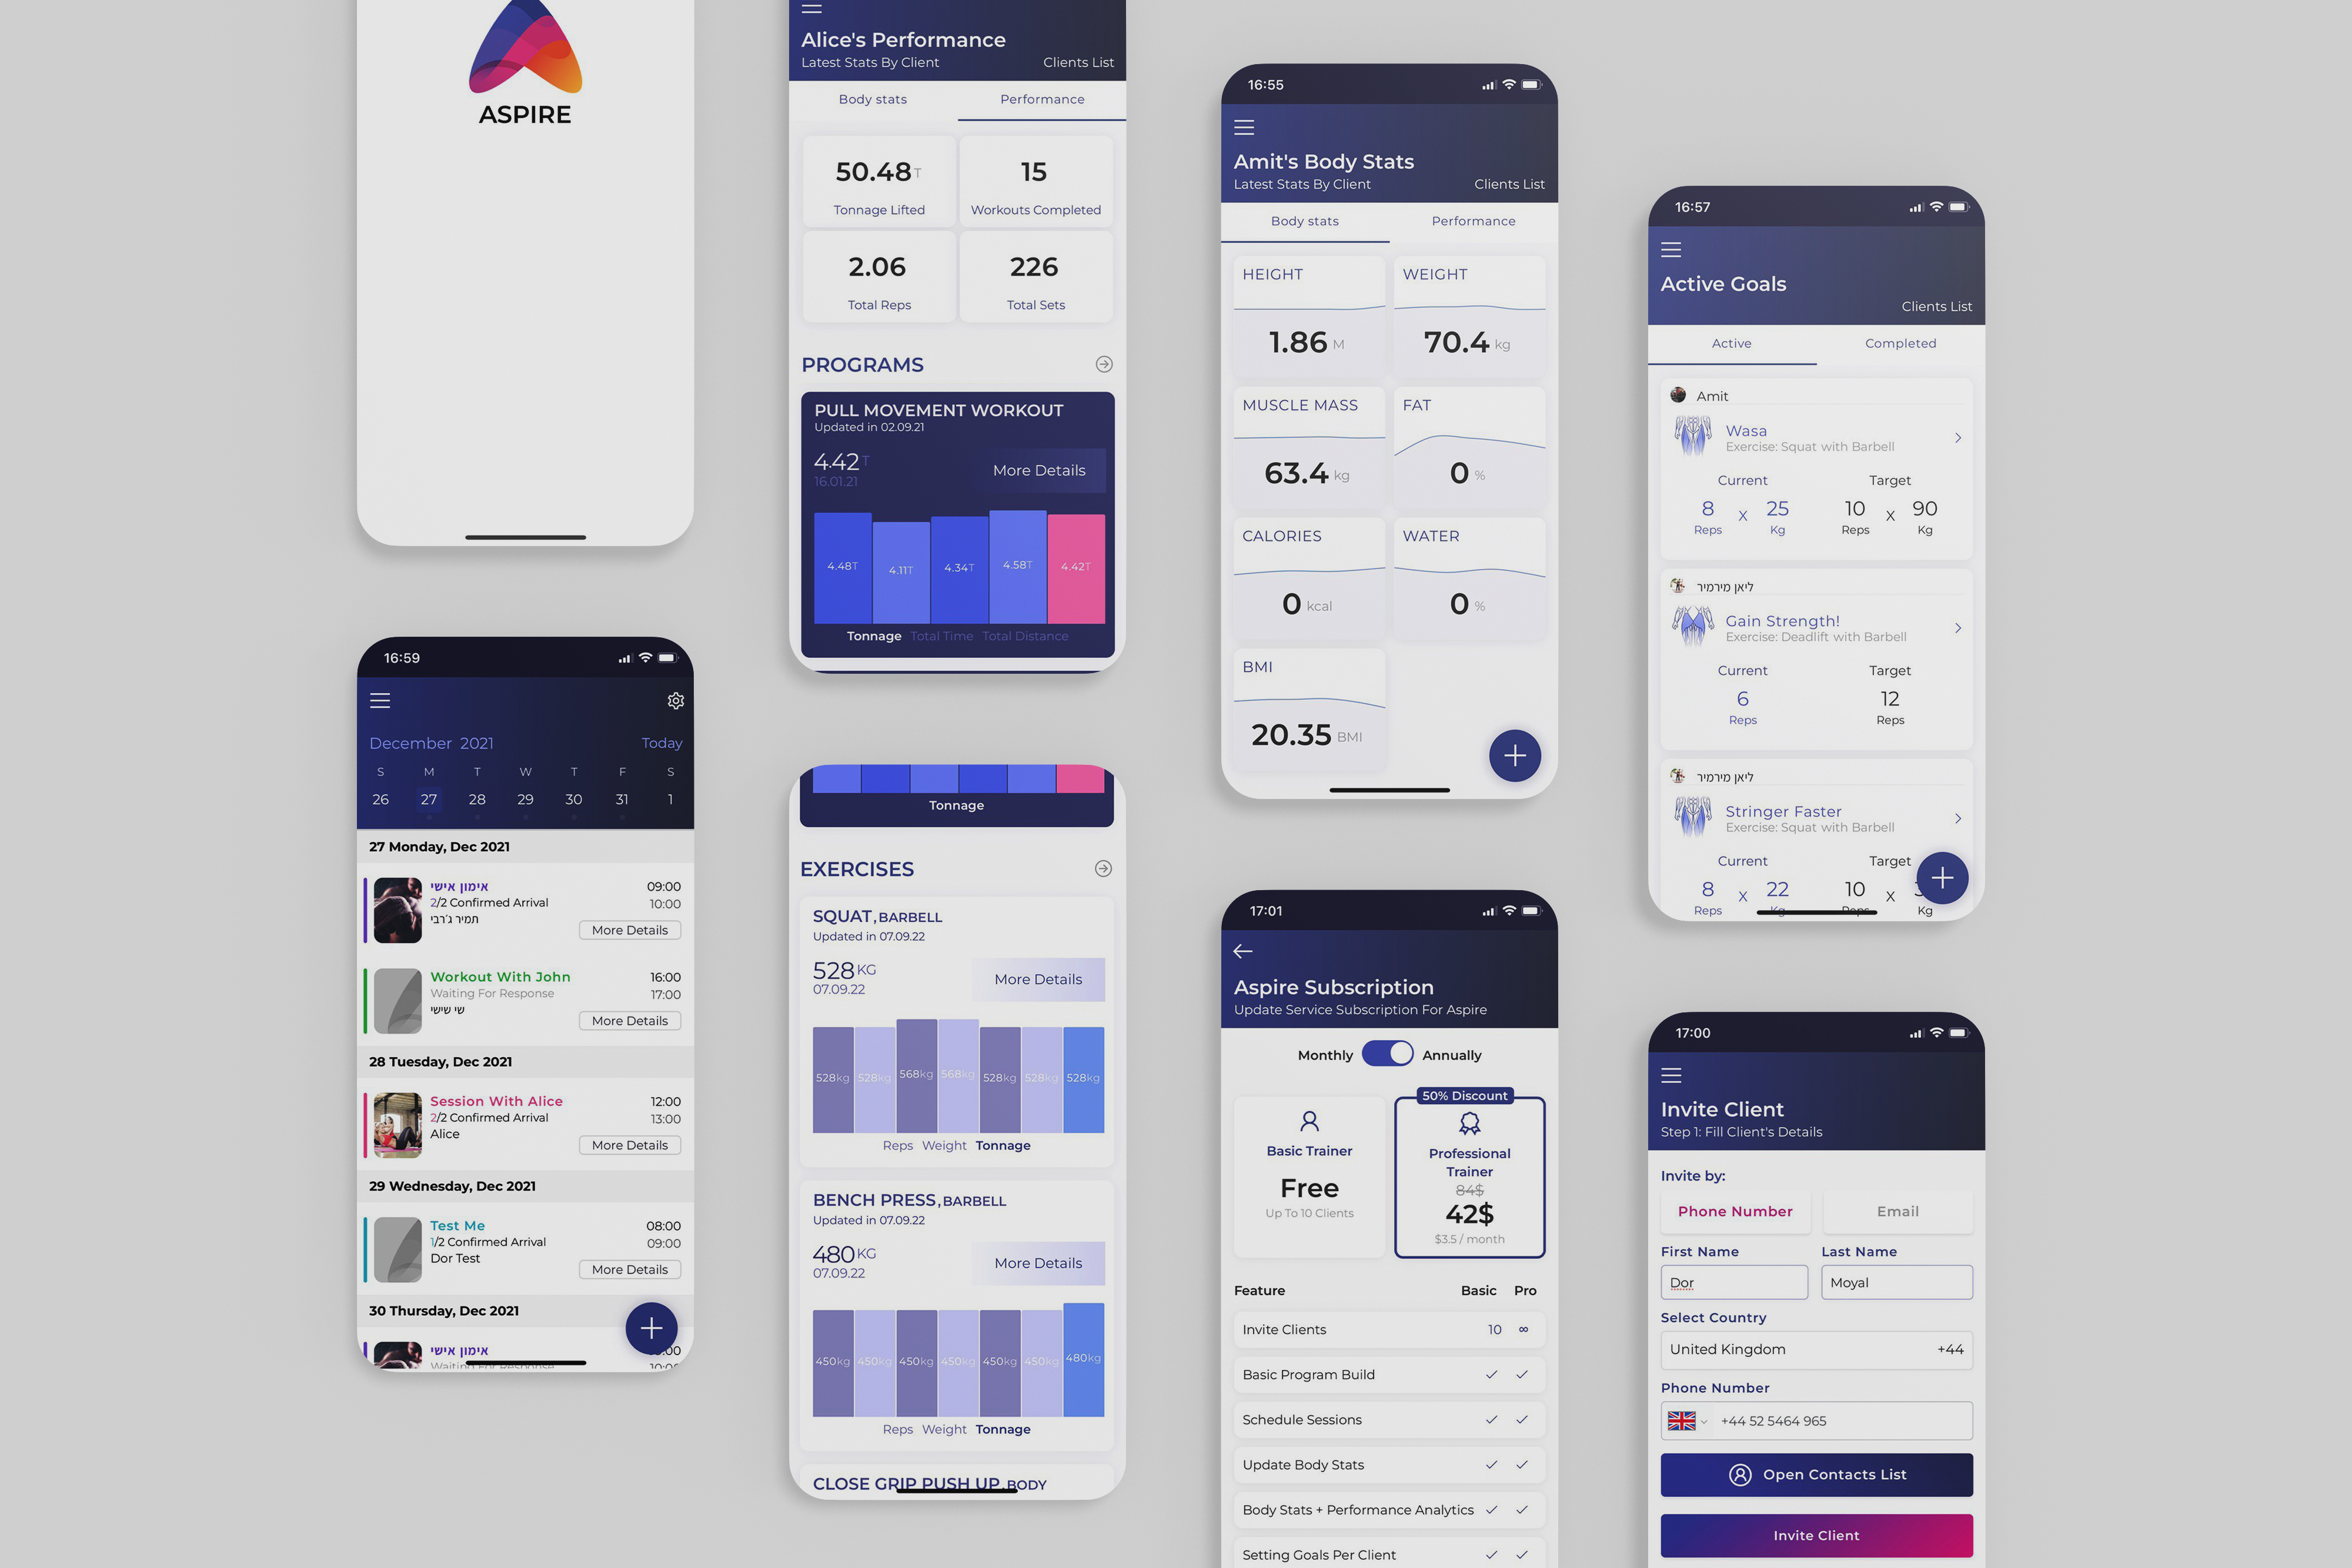 ASPIRE
16:59
December 2021
Today
S M T W T F S
26 27 28 29 30 31 1
27 Monday, Dec 2021
אימון אישי
09:00
2/2 Confirmed Arrival
10:00
תמיר ג'רבי
More Details
Workout With John
16:00
Waiting For Response
17:00
שי שישי
More Details
28 Tuesday, Dec 2021
Session With Alice
12:00
2/2 Confirmed Arrival
13:00
Alice
More Details
29 Wednesday, Dec 2021
Test Me
08:00
1/2 Confirmed Arrival
09:00
Dor Test
More Details
30 Thursday, Dec 2021
אימון אישי
Waiting For Response
Alice's Performance
Latest Stats By Client
Clients List
Body stats
Performance
50.48 T
15
Tonnage Lifted
Workouts Completed
2.06
226
Total Reps
Total Sets
PROGRAMS
PULL MOVEMENT WORKOUT
Updated in 02.09.21
4.42 T
16.01.21
More Details
4.48T 4.11T 4.34T 4.58T 4.42T
Tonnage Total Time Total Distance
Tonnage
EXERCISES
SQUAT, BARBELL
Updated in 07.09.22
528 KG
07.09.22
More Details
528kg 528kg 568kg 568kg 528kg 528kg 528kg
Reps Weight Tonnage
BENCH PRESS, BARBELL
Updated in 07.09.22
480 KG
07.09.22
More Details
450kg 450kg 450kg 450kg 450kg 450kg 480kg
Reps Weight Tonnage
CLOSE GRIP PUSH UP, BODY
16:55
Amit's Body Stats
Latest Stats By Client
Clients List
Body stats
Performance
HEIGHT
WEIGHT
1.86 M
70.4 kg
MUSCLE MASS
FAT
63.4 kg
0 %
CALORIES
WATER
0 kcal
0 %
BMI
20.35 BMI
17:01
Aspire Subscription
Update Service Subscription For Aspire
Monthly
Annually
50% Discount
Basic Trainer
Free
Up To 10 Clients
Professional
Trainer
84$
42$
$3.5 / month
Feature Basic Pro
Invite Clients 10 ∞
Basic Program Build
Schedule Sessions
Update Body Stats
Body Stats + Performance Analytics
Setting Goals Per Client
16:57
Active Goals
Clients List
Active
Completed
Amit
Wasa
Exercise: Squat with Barbell
Current
Target
8 X 25
10 X 90
Reps Kg
Reps Kg
ליאן מירמיר
Gain Strength!
Exercise: Deadlift with Barbell
Current
Target
6
12
Reps
Reps
ליאן מירמיר
Stringer Faster
Exercise: Squat with Barbell
Current
Target
8 X 22
10 X
Reps Kg
Reps Kg
17:00
Invite Client
Step 1: Fill Client's Details
Invite by:
Phone Number
Email
First Name
Last Name
Dor
Moyal
Select Country
United Kingdom
+44
Phone Number
+44 52 5464 965
Open Contacts List
Invite Client